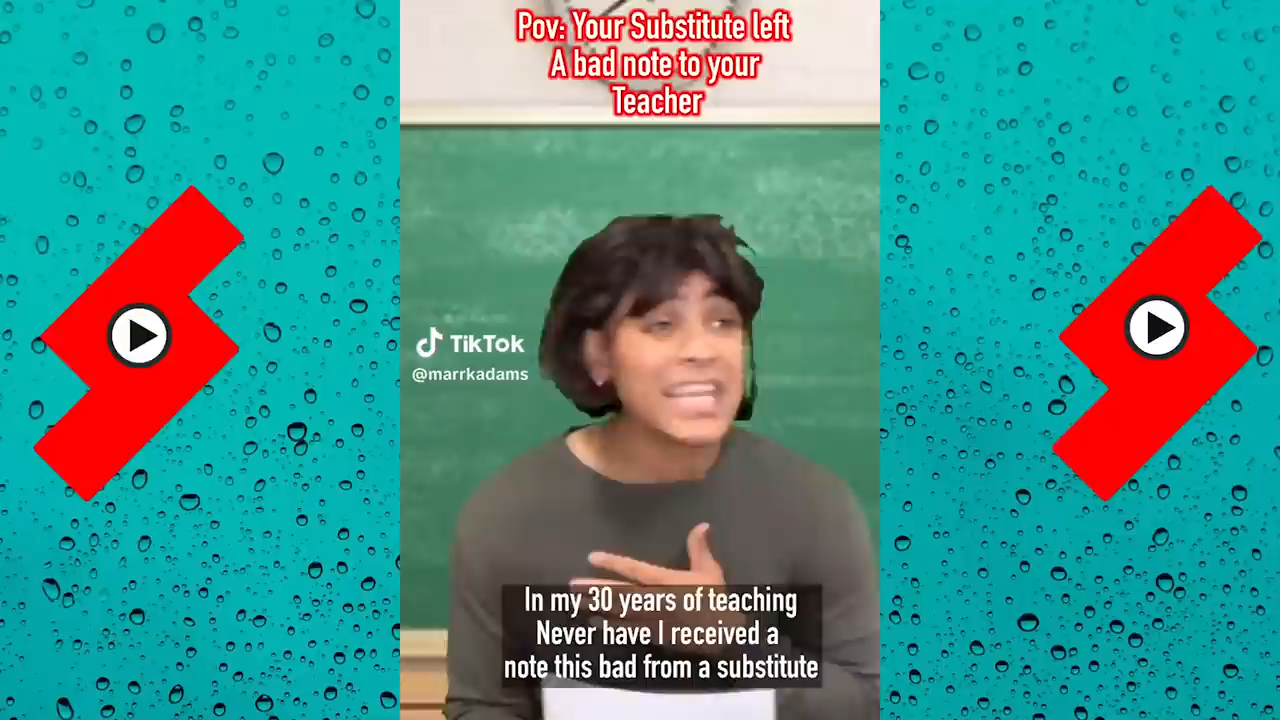 Pov: Your Substitute left
A bad note to your
Teacher
TikTok
@marrkadams
In my 30 years of teaching
Never have I received a
note this bad from a substitute